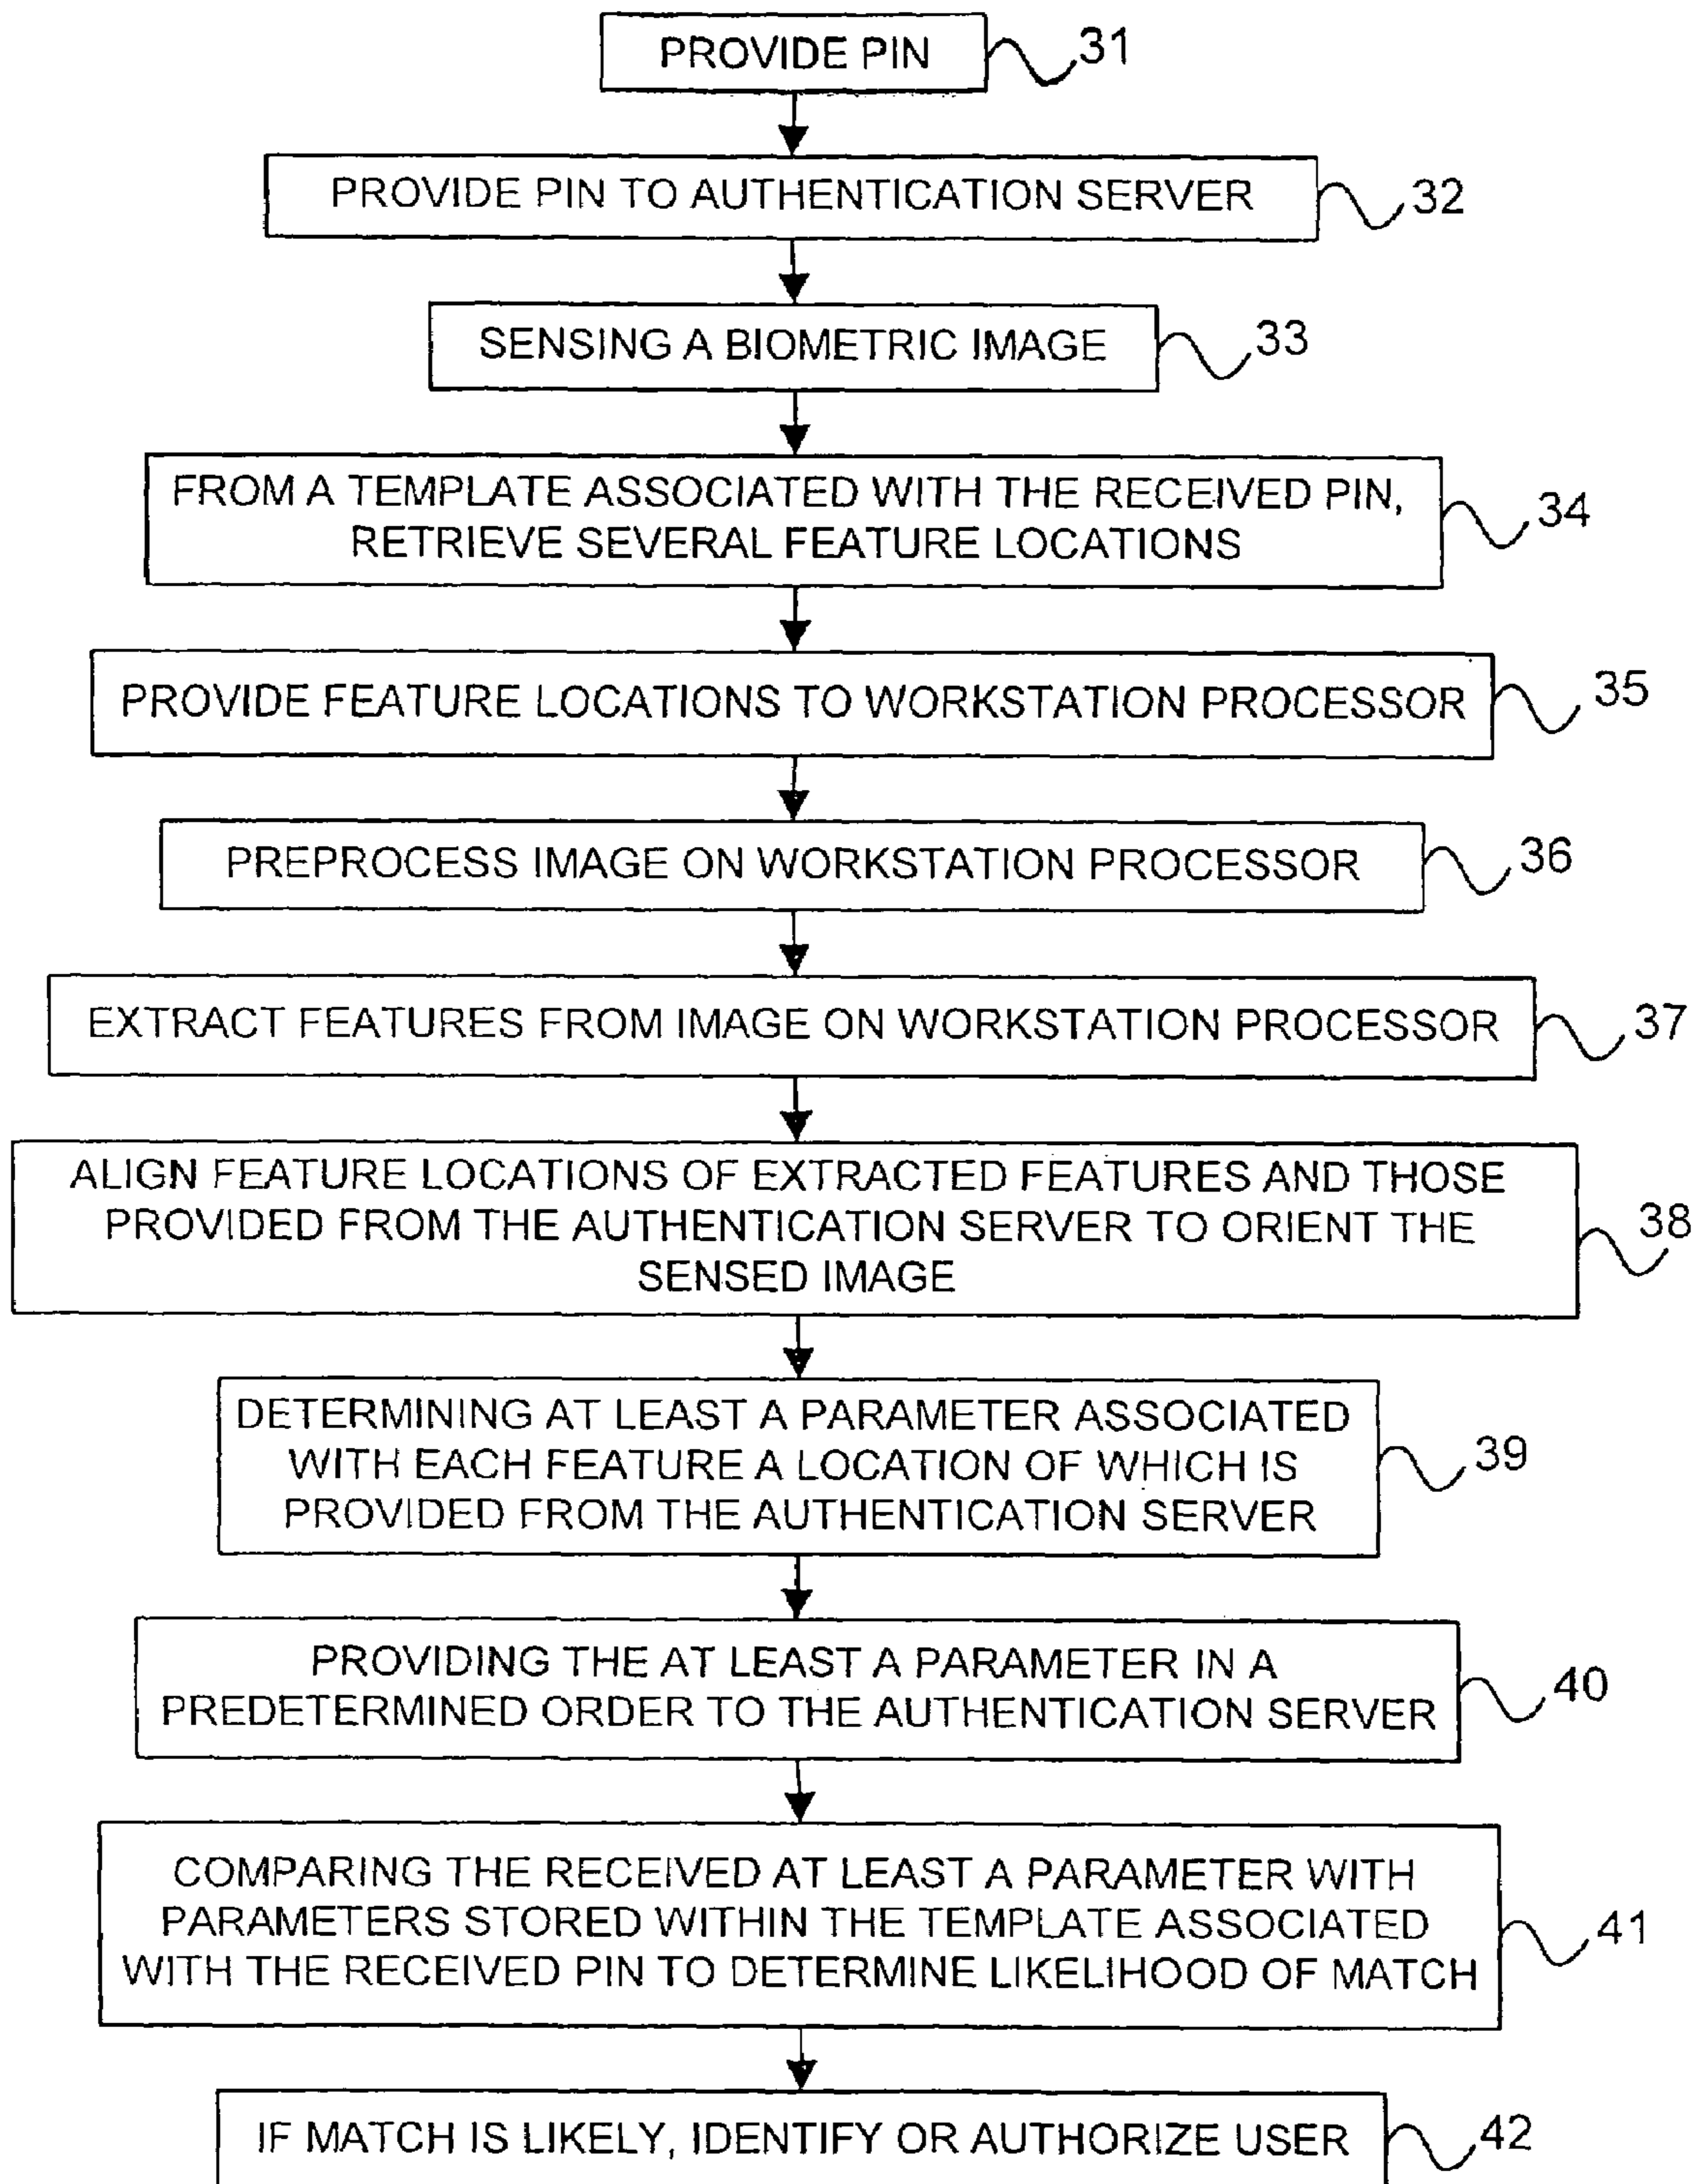 PROVIDE PIN
31
PROVIDE PIN TO AUTHENTICATION SERVER
32
SENSING A BIOMETRIC IMAGE
33
FROM A TEMPLATE ASSOCIATED WITH THE RECEIVED PIN,
RETRIEVE SEVERAL FEATURE LOCATIONS
34
PROVIDE FEATURE LOCATIONS TO WORKSTATION PROCESSOR
35
PREPROCESS IMAGE ON WORKSTATION PROCESSOR
36
EXTRACT FEATURES FROM IMAGE ON WORKSTATION PROCESSOR
37
ALIGN FEATURE LOCATIONS OF EXTRACTED FEATURES AND THOSE
PROVIDED FROM THE AUTHENTICATION SERVER TO ORIENT THE
SENSED IMAGE
38
DETERMINING AT LEAST A PARAMETER ASSOCIATED
WITH EACH FEATURE A LOCATION OF WHICH IS
PROVIDED FROM THE AUTHENTICATION SERVER
39
PROVIDING THE AT LEAST A PARAMETER IN A
PREDETERMINED ORDER TO THE AUTHENTICATION SERVER
40
COMPARING THE RECEIVED AT LEAST A PARAMETER WITH
PARAMETERS STORED WITHIN THE TEMPLATE ASSOCIATED
WITH THE RECEIVED PIN TO DETERMINE LIKELIHOOD OF MATCH
41
IF MATCH IS LIKELY, IDENTIFY OR AUTHORIZE USER
42